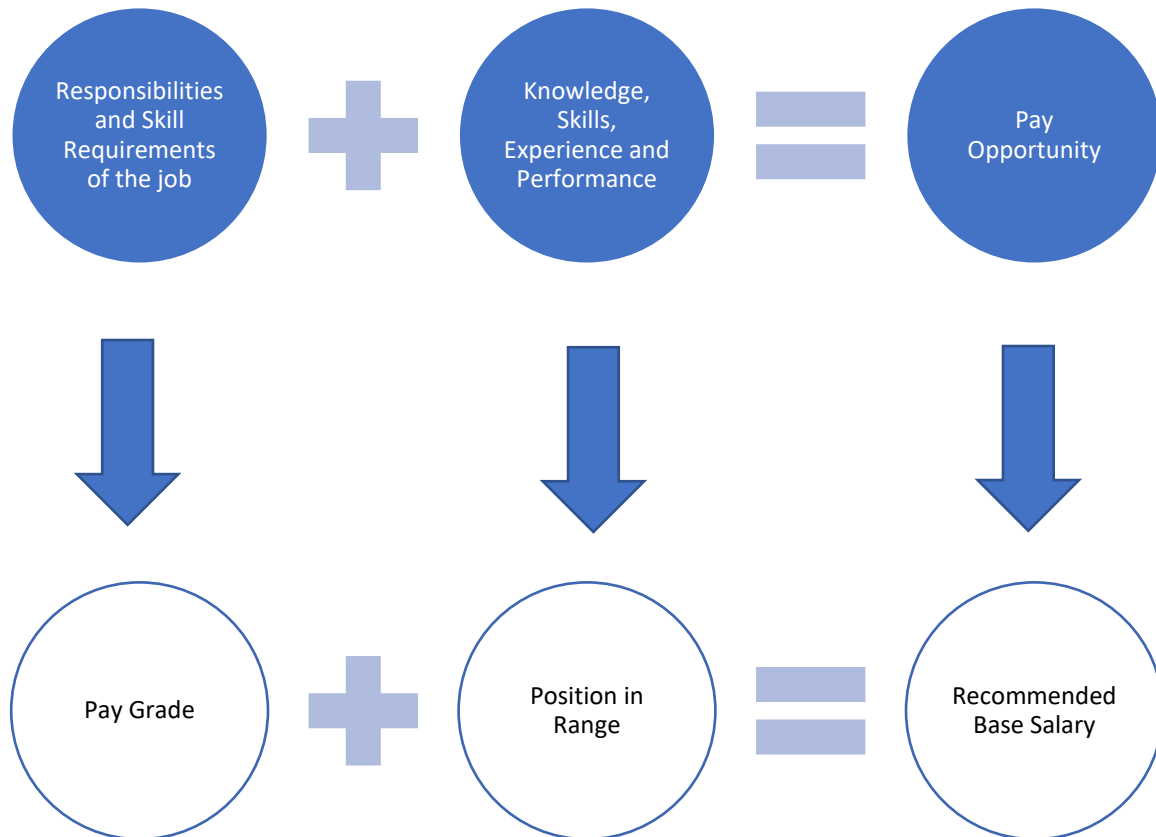 Responsibilities
and Skill
Requirements
of the job
Knowledge,
Skills,
Experience and
Performance
Pay
Opportunity
Pay Grade
Position in
Range
Recommended
Base Salary